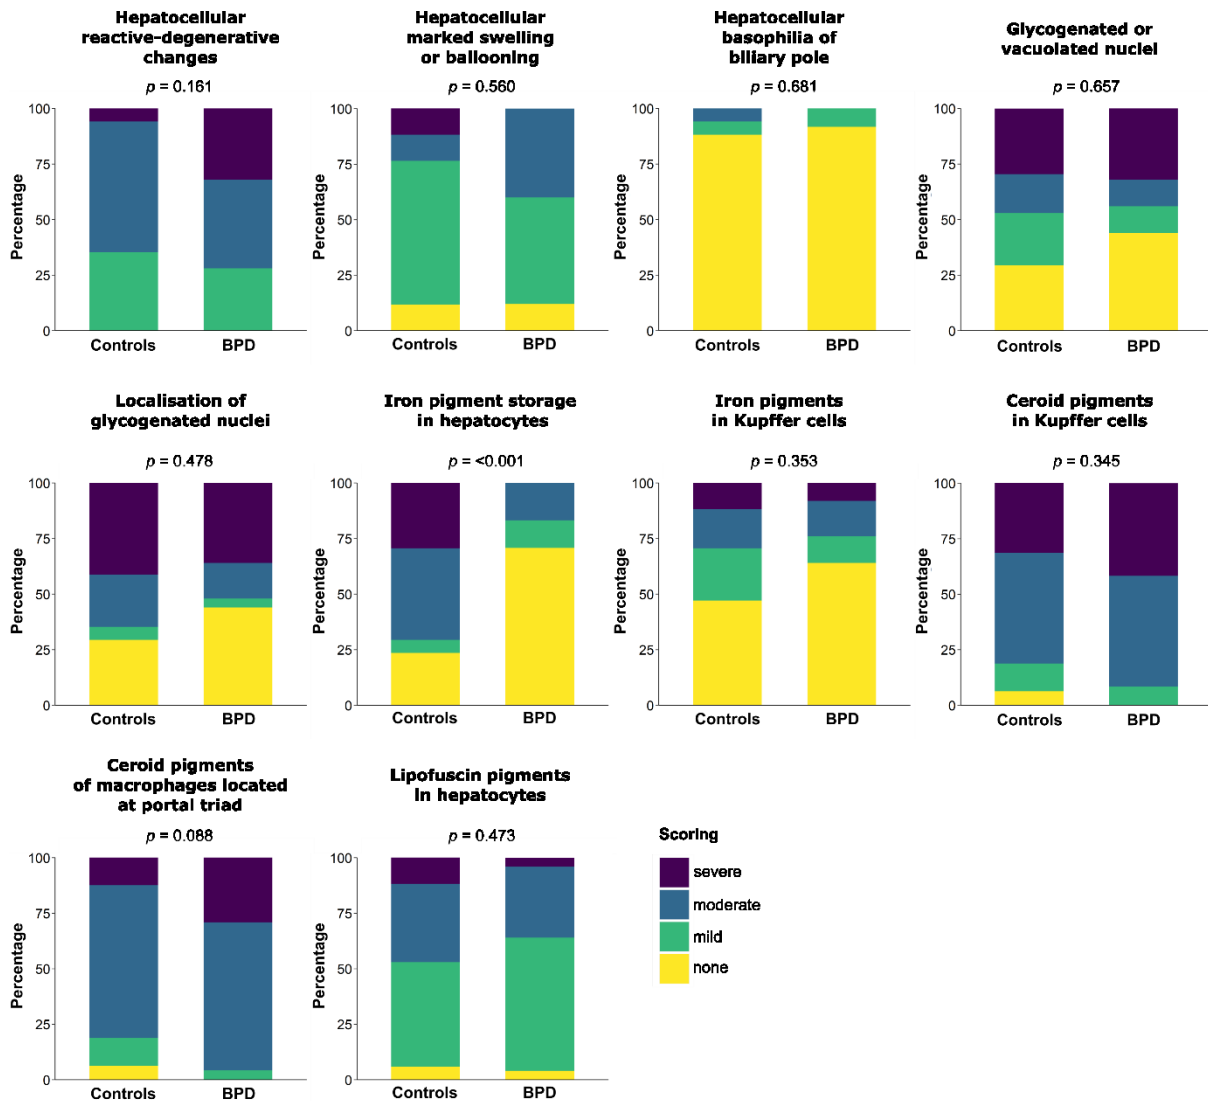 Hepatocellular
reactive-degenerative
changes
p = 0.161
Percentage
100
75
50
25
0
Controls BPD
Hepatocellular
marked swelling
or ballooning
p = 0.560
Percentage
100
75
50
25
0
Controls BPD
Hepatocellular
basophilia of
biliary pole
p = 0.681
Percentage
100
75
50
25
0
Controls BPD
Glycogenated or
vacuolated nuclei
p = 0.657
Percentage
100
75
50
25
0
Controls BPD
Localisation of
glycogenated nuclei
p = 0.478
Percentage
100
75
50
25
0
Controls BPD
Iron pigment storage
in hepatocytes
p = <0.001
Percentage
100
75
50
25
0
Controls BPD
Iron pigments
in Kupffer cells
p = 0.353
Percentage
100
75
50
25
0
Controls BPD
Ceroid pigments
in Kupffer cells
p = 0.345
Percentage
100
75
50
25
0
Controls BPD
Ceroid pigments
of macrophages located
at portal triad
p = 0.088
Percentage
100
75
50
25
0
Controls BPD
Lipofuscin pigments
in hepatocytes
p = 0.473
Percentage
100
75
50
25
0
Controls BPD
Scoring
severe
moderate
mild
none